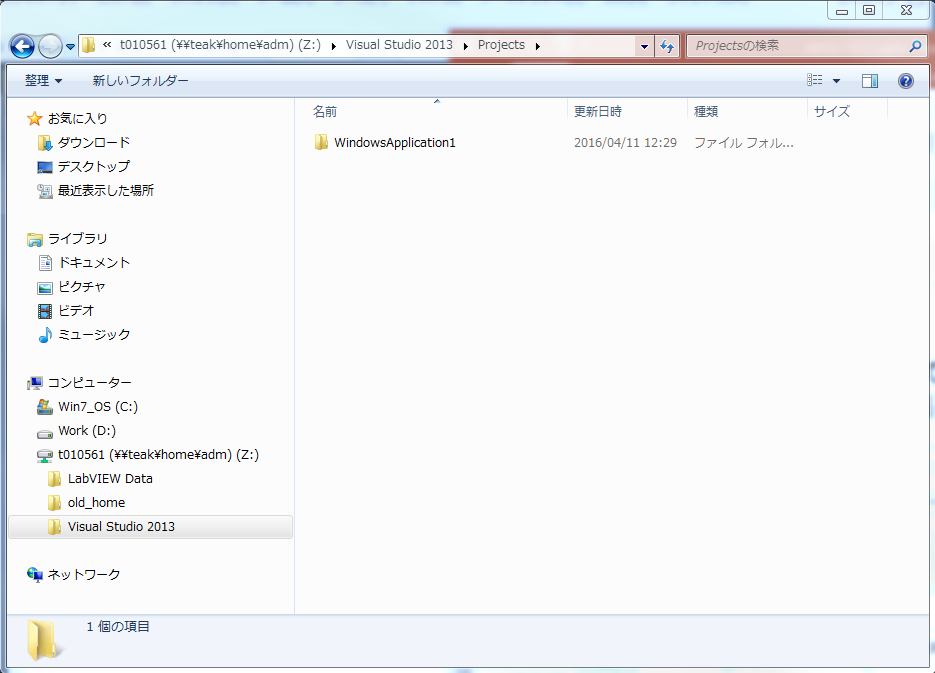 « t010561 (¥¥teak¥home¥adm) (Z:) ▸ Visual Studio 2013 ▸ Projects ▸
Projectsの検索
整理 ▼ 新しいフォルダー
お気に入り
ダウンロード
デスクトップ
最近表示した場所
ライブラリ
ドキュメント
ピクチャ
ビデオ
ミュージック
コンピューター
Win7_OS (C:)
Work (D:)
t010561 (¥¥teak¥home¥adm) (Z:)
LabVIEW Data
old_home
Visual Studio 2013
ネットワーク
名前 更新日時 種類 サイズ
WindowsApplication1 2016/04/11 12:29 ファイル フォル...
1 個の項目